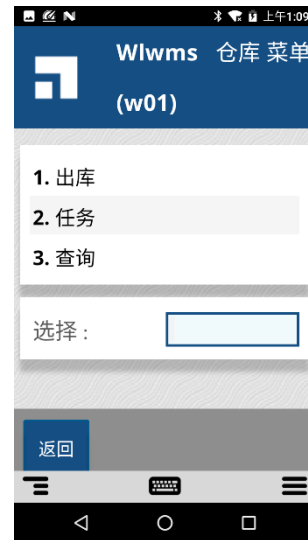 上午1:09
Wlwms 仓库 菜单
(w01)
1. 出库
2. 任务
3. 查询
选择 :
返回